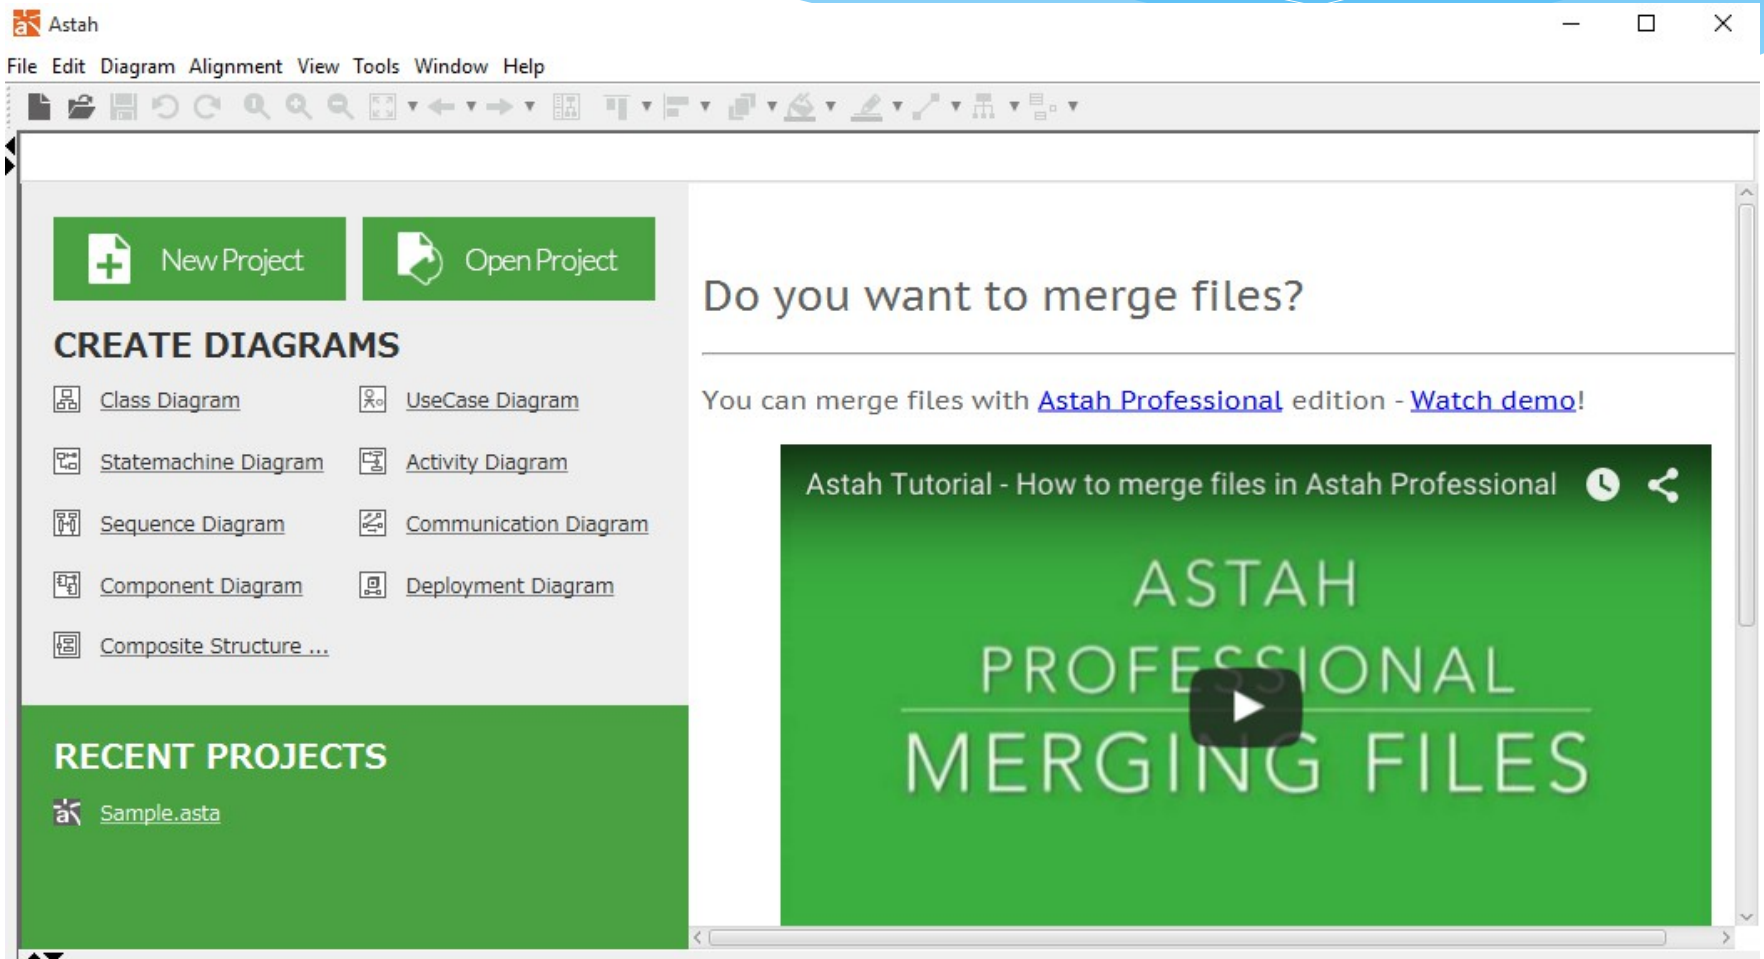 Astah
File Edit Diagram Alignment View Tools Window Help
New Project
Open Project
CREATE DIAGRAMS
Class Diagram
UseCase Diagram
Statemachine Diagram
Activity Diagram
Sequence Diagram
Communication Diagram
Component Diagram
Deployment Diagram
Composite Structure ...
RECENT PROJECTS
Sample.asta
Do you want to merge files?
You can merge files with Astah Professional edition - Watch demo!
Astah Tutorial - How to merge files in Astah Professional
ASTAH
PROFESSIONAL
MERGING FILES